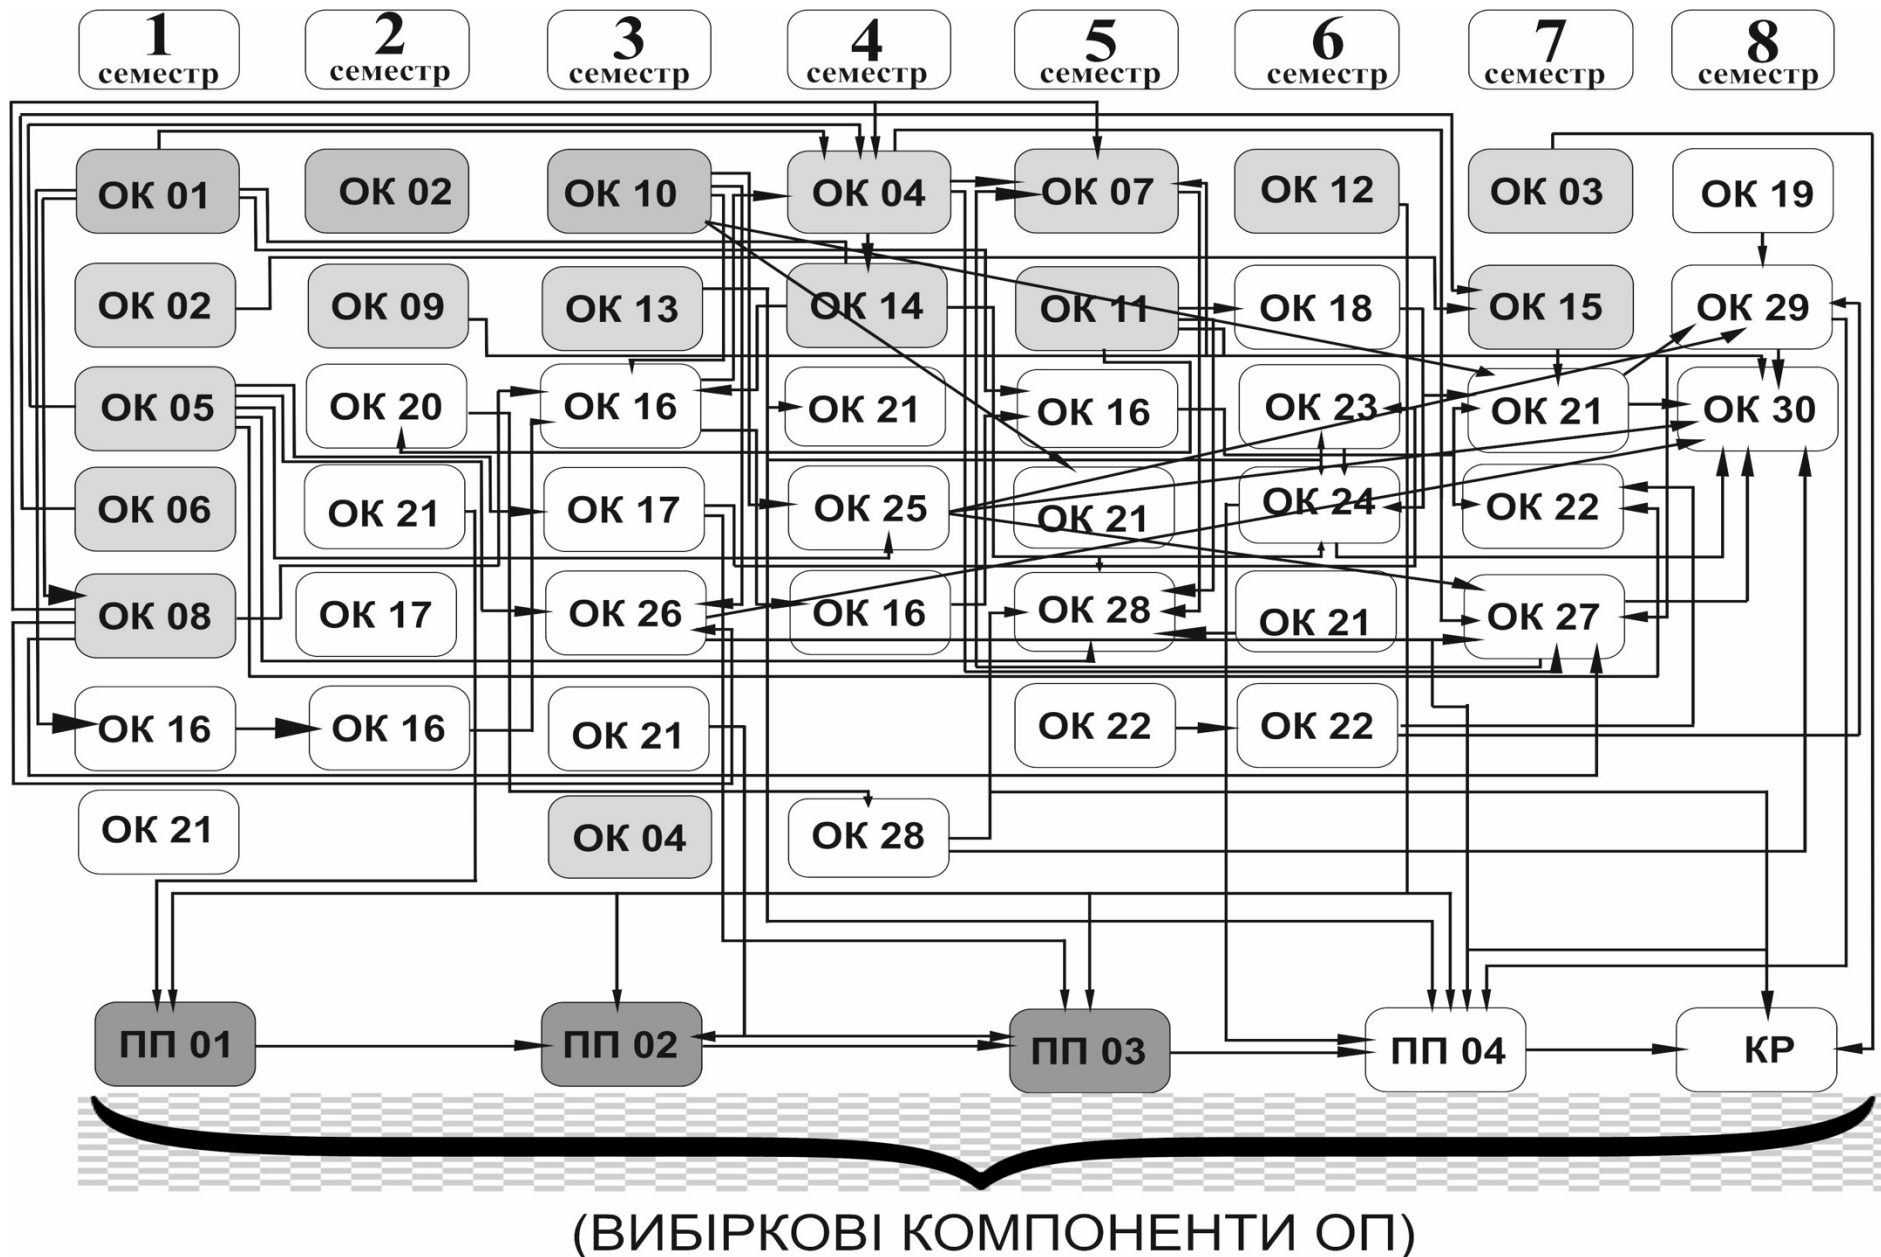 1 2 3 4 5 6 7 8
семестр семестр семестр семестр семестр семестр семестр семестр
ОК 01 ОК 02 ОК 10 ОК 04 ОК 07 ОК 12 ОК 03 ОК 19
ОК 02 ОК 09 ОК 13 ОК 14 ОК 11 ОК 18 ОК 15 ОК 29
ОК 05 ОК 20 ОК 16 ОК 21 ОК 16 ОК 23 ОК 21 ОК 30
ОК 06 ОК 21 ОК 17 ОК 25 ОК 21 ОК 24 ОК 22
ОК 08 ОК 17 ОК 26 ОК 16 ОК 28 ОК 21 ОК 27
ОК 16 ОК 16 ОК 21 ОК 22 ОК 22
ОК 21 ОК 04 ОК 28
ПП 01 ПП 02 ПП 03 ПП 04 КР
(ВИБІРКОВІ КОМПОНЕНТИ ОП)